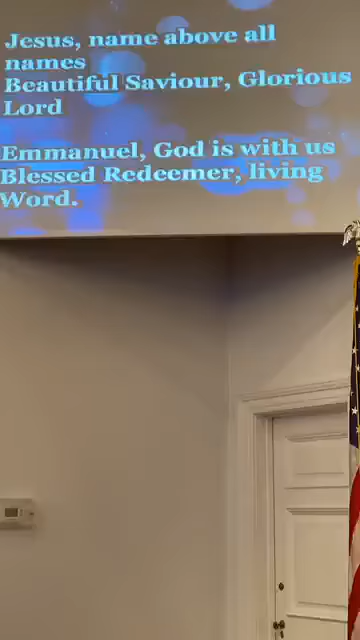 Jesus, name above all
names
Beautiful Saviour, Glorious
Lord
Emmanuel, God is with us
Blessed Redeemer, living
Word.